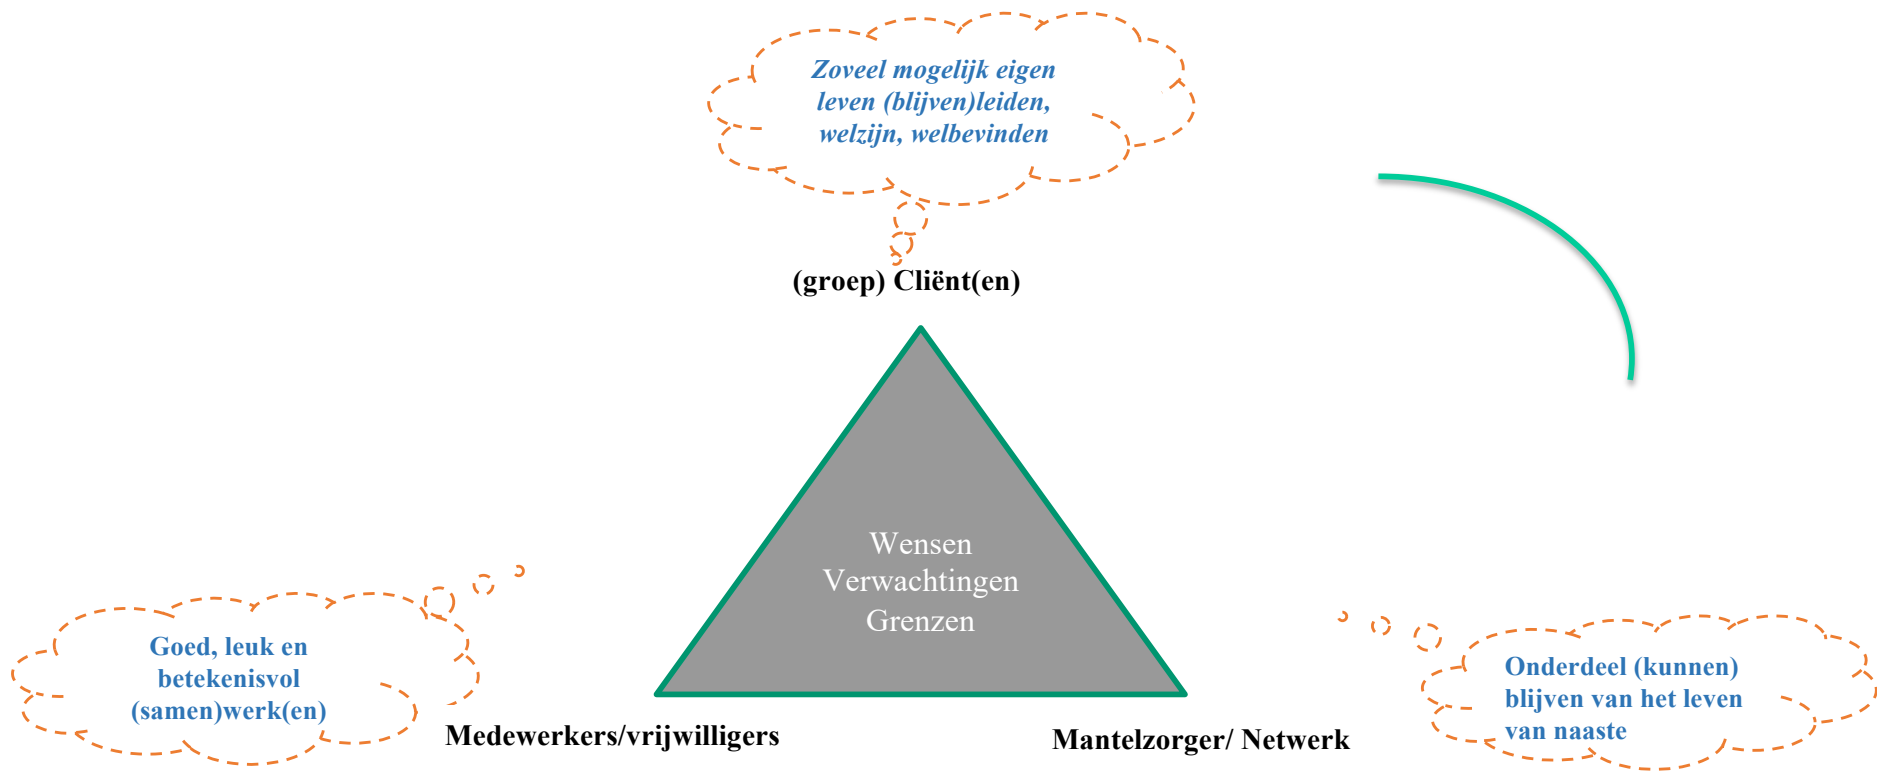 Zoveel mogelijk eigen
leven (blijven)leiden,
welzijn, welbevinden
(groep) Cliënt(en)
Wensen
Verwachtingen
Grenzen
Goed, leuk en
betekenisvol
(samen)werk(en)
Medewerkers/vrijwilligers
Mantelzorger/ Netwerk
Onderdeel (kunnen)
blijven van het leven
van naaste